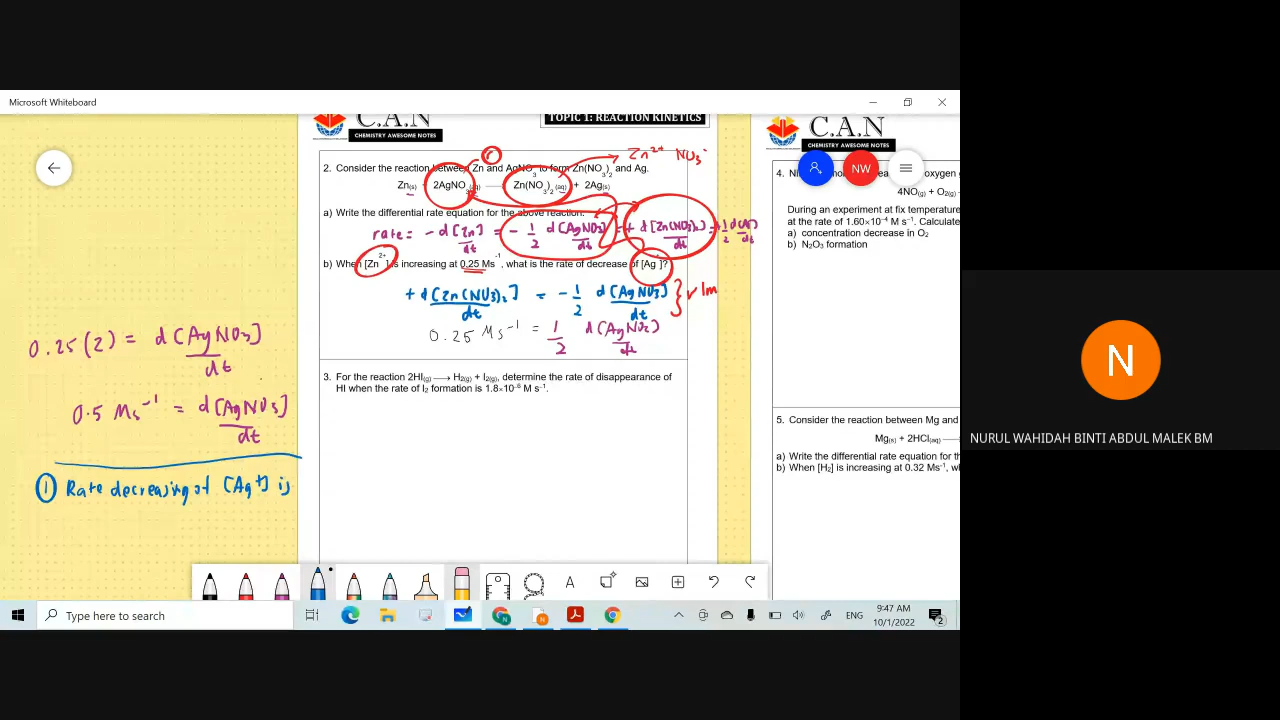 Microsoft Whiteboard
0.25(2) = d[AgNO3]/dt
0.5 Ms-1 = d[AgNO3]/dt
① Rate decreasing of [Ag+] is
C.A.N
CHEMISTRY AWESOME NOTES
TOPIC 1: REACTION KINETICS
Zn2+ NO3-
2. Consider the reaction between Zn and AgNO3 to form Zn(NO3)2 and Ag.
Zn(s) + 2AgNO3(aq) Zn(NO3)2 (aq) + 2Ag(s)
a) Write the differential rate equation for the above reaction.
rate = - d[Zn]/dt = - 1/2 d[AgNO3]/dt = + d[Zn(NO3)2]/dt = + 1/2 d[Ag]/dt
b) When [Zn2+] is increasing at 0.25 Ms-1, what is the rate of decrease of [Ag+]?
+ d[Zn(NO3)2]/dt = - 1/2 d[AgNO3]/dt } ✓ 1m
0.25 Ms-1 = 1/2 d[AgNO3]/dt
3. For the reaction 2HI(g) ⟶ H2(g) + I2(g), determine the rate of disappearance of
HI when the rate of I2 formation is 1.8×10-6 M s-1.
C.A.N
CHEMISTRY AWESOME NOTES
NW
4.
4NO(g) + O2(g)
During an experiment at fix temperature
at the rate of 1.60×10-4 M s-1. Calculat
a) concentration decrease in O2
b) N2O3 formation
5. Consider the reaction between Mg and
Mg(s) + 2HCl(aq)
a) Write the differential rate equation for th
b) When [H2] is increasing at 0.32 Ms-1, w
N
NURUL WAHIDAH BINTI ABDUL MALEK BM
A
Type here to search
ENG
9:47 AM
10/1/2022
2